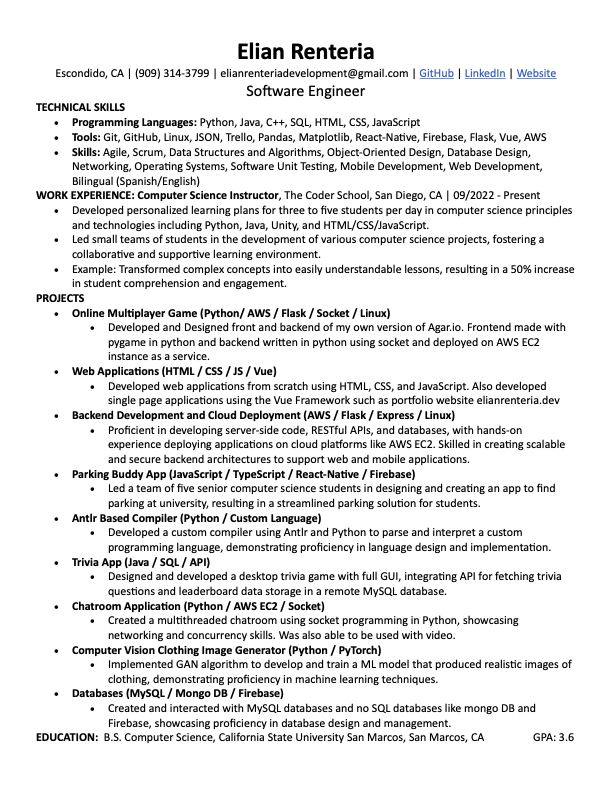 Elian Renteria
Escondido, CA | (909) 314-3799 | elianrenteriadevelopment@gmail.com | GitHub | LinkedIn | Website
Software Engineer
TECHNICAL SKILLS
• Programming Languages: Python, Java, C++, SQL, HTML, CSS, JavaScript
• Tools: Git, GitHub, Linux, JSON, Trello, Pandas, Matplotlib, React-Native, Firebase, Flask, Vue, AWS
• Skills: Agile, Scrum, Data Structures and Algorithms, Object-Oriented Design, Database Design,
Networking, Operating Systems, Software Unit Testing, Mobile Development, Web Development,
Bilingual (Spanish/English)
WORK EXPERIENCE: Computer Science Instructor, The Coder School, San Diego, CA | 09/2022 - Present
• Developed personalized learning plans for three to five students per day in computer science principles
and technologies including Python, Java, Unity, and HTML/CSS/JavaScript.
• Led small teams of students in the development of various computer science projects, fostering a
collaborative and supportive learning environment.
• Example: Transformed complex concepts into easily understandable lessons, resulting in a 50% increase
in student comprehension and engagement.
PROJECTS
• Online Multiplayer Game (Python/ AWS / Flask / Socket / Linux)
• Developed and Designed front and backend of my own version of Agar.io. Frontend made with
pygame in python and backend written in python using socket and deployed on AWS EC2
instance as a service.
• Web Applications (HTML / CSS / JS / Vue)
• Developed web applications from scratch using HTML, CSS, and JavaScript. Also developed
single page applications using the Vue Framework such as portfolio website elianrenteria.dev
• Backend Development and Cloud Deployment (AWS / Flask / Express / Linux)
• Proficient in developing server-side code, RESTful APIs, and databases, with hands-on
experience deploying applications on cloud platforms like AWS EC2. Skilled in creating scalable
and secure backend architectures to support web and mobile applications.
• Parking Buddy App (JavaScript / TypeScript / React-Native / Firebase)
• Led a team of five senior computer science students in designing and creating an app to find
parking at university, resulting in a streamlined parking solution for students.
• Antlr Based Compiler (Python / Custom Language)
• Developed a custom compiler using Antlr and Python to parse and interpret a custom
programming language, demonstrating proficiency in language design and implementation.
• Trivia App (Java / SQL / API)
• Designed and developed a desktop trivia game with full GUI, integrating API for fetching trivia
questions and leaderboard data storage in a remote MySQL database.
• Chatroom Application (Python / AWS EC2 / Socket)
• Created a multithreaded chatroom using socket programming in Python, showcasing
networking and concurrency skills. Was also able to be used with video.
• Computer Vision Clothing Image Generator (Python / PyTorch)
• Implemented GAN algorithm to develop and train a ML model that produced realistic images of
clothing, demonstrating proficiency in machine learning techniques.
• Databases (MySQL / Mongo DB / Firebase)
• Created and interacted with MySQL databases and no SQL databases like mongo DB and
Firebase, showcasing proficiency in database design and management.
EDUCATION: B.S. Computer Science, California State University San Marcos, San Marcos, CA GPA: 3.6